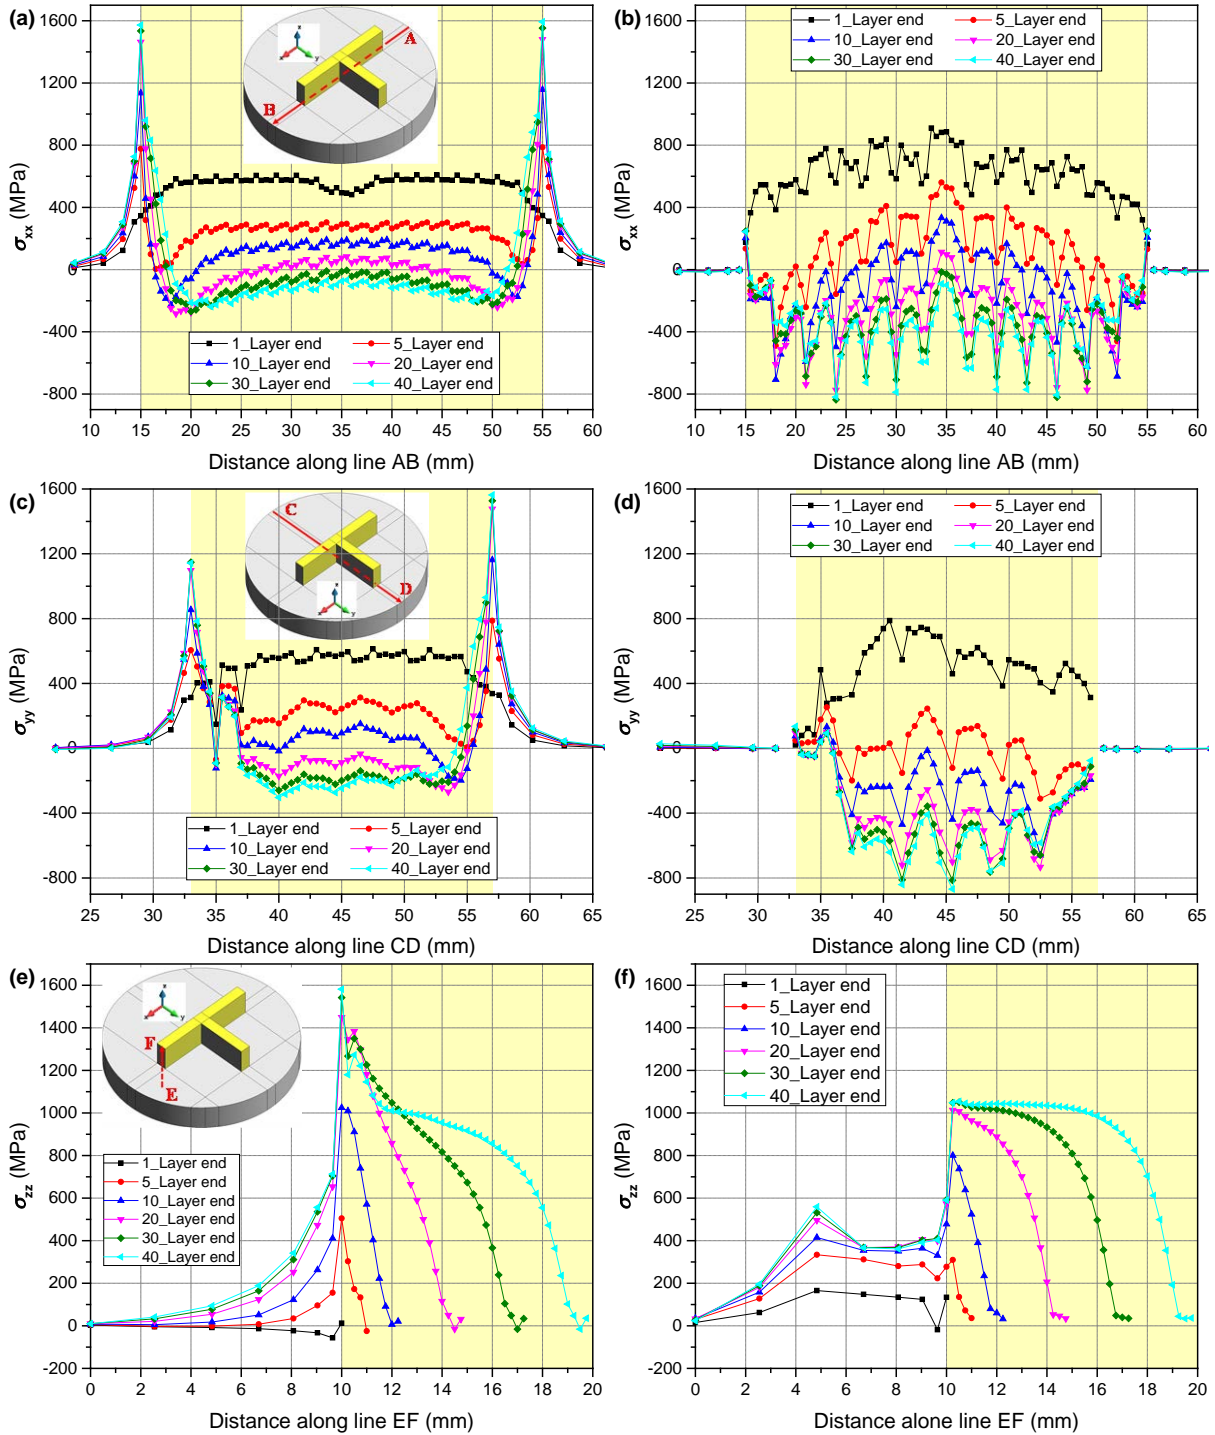 (a)
1600
1200
800
400
0
-400
-800
σxx (MPa)
A
B
z
x
y
1_Layer end
5_Layer end
10_Layer end
20_Layer end
30_Layer end
40_Layer end
10 15 20 25 30 35 40 45 50 55 60
Distance along line AB (mm)
(b)
1600
1200
800
400
0
-400
-800
σxx (MPa)
1_Layer end
5_Layer end
10_Layer end
20_Layer end
30_Layer end
40_Layer end
10 15 20 25 30 35 40 45 50 55 60
Distance along line AB (mm)
(c)
1600
1200
800
400
0
-400
-800
σyy (MPa)
C
D
z
x
y
1_Layer end
5_Layer end
10_Layer end
20_Layer end
30_Layer end
40_Layer end
25 30 35 40 45 50 55 60 65
Distance along line CD (mm)
(d)
1600
1200
800
400
0
-400
-800
σyy (MPa)
1_Layer end
5_Layer end
10_Layer end
20_Layer end
30_Layer end
40_Layer end
25 30 35 40 45 50 55 60 65
Distance along line CD (mm)
(e)
1600
1400
1200
1000
800
600
400
200
0
-200
σzz (MPa)
z
x
y
F
E
1_Layer end
5_Layer end
10_Layer end
20_Layer end
30_Layer end
40_Layer end
0 2 4 6 8 10 12 14 16 18 20
Distance along line EF (mm)
(f)
1600
1400
1200
1000
800
600
400
200
0
-200
σzz (MPa)
1_Layer end
5_Layer end
10_Layer end
20_Layer end
30_Layer end
40_Layer end
0 2 4 6 8 10 12 14 16 18 20
Distance alone line EF (mm)